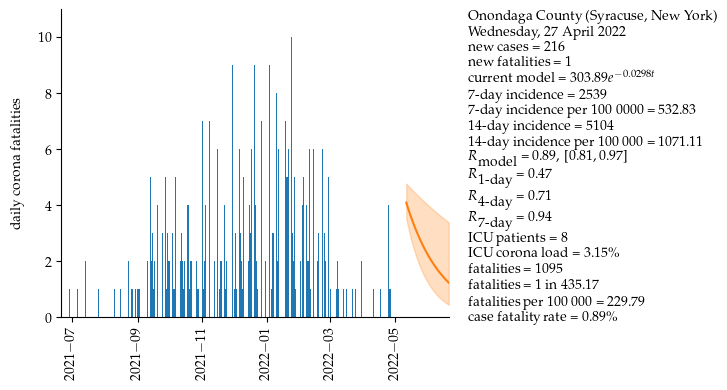 daily corona fatalities
10
8
6
4
2
0
2021−07
2021−09
2021−11
2022−01
2022−03
2022−05
Onondaga County (Syracuse, New York)
Wednesday, 27 April 2022
new cases = 216
new fatalities = 1
current model = 303.89e^{−0.0298t}
7-day incidence = 2539
7-day incidence per 100 0000 = 532.83
14-day incidence = 5104
14-day incidence per 100 000 = 1071.11
R_model = 0.89, [0.81, 0.97]
R_1-day = 0.47
R_4-day = 0.71
R_7-day = 0.94
ICU patients = 8
ICU corona load = 3.15%
fatalities = 1095
fatalities = 1 in 435.17
fatalities per 100 000 = 229.79
case fatality rate = 0.89%